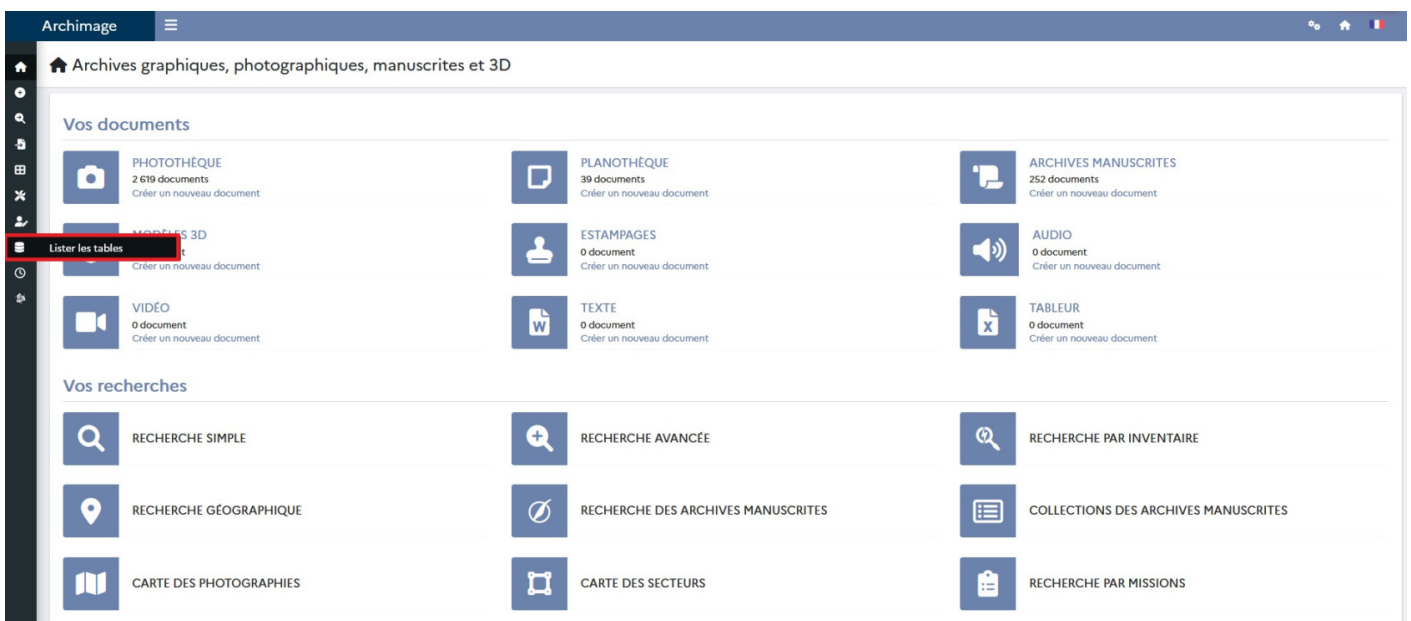 Archimage
Archives graphiques, photographiques, manuscrites et 3D
Vos documents
PHOTOTHÈQUE
2 619 documents
Créer un nouveau document
PLANOTHÈQUE
39 documents
Créer un nouveau document
ARCHIVES MANUSCRITES
252 documents
Créer un nouveau document
Lister les tables
MODÈLES 3D
Créer un nouveau document
ESTAMPAGES
0 document
Créer un nouveau document
AUDIO
0 document
Créer un nouveau document
VIDÉO
0 document
Créer un nouveau document
TEXTE
0 document
Créer un nouveau document
TABLEUR
0 document
Créer un nouveau document
Vos recherches
RECHERCHE SIMPLE
RECHERCHE AVANCÉE
RECHERCHE PAR INVENTAIRE
RECHERCHE GÉOGRAPHIQUE
RECHERCHE DES ARCHIVES MANUSCRITES
COLLECTIONS DES ARCHIVES MANUSCRITES
CARTE DES PHOTOGRAPHIES
CARTE DES SECTEURS
RECHERCHE PAR MISSIONS